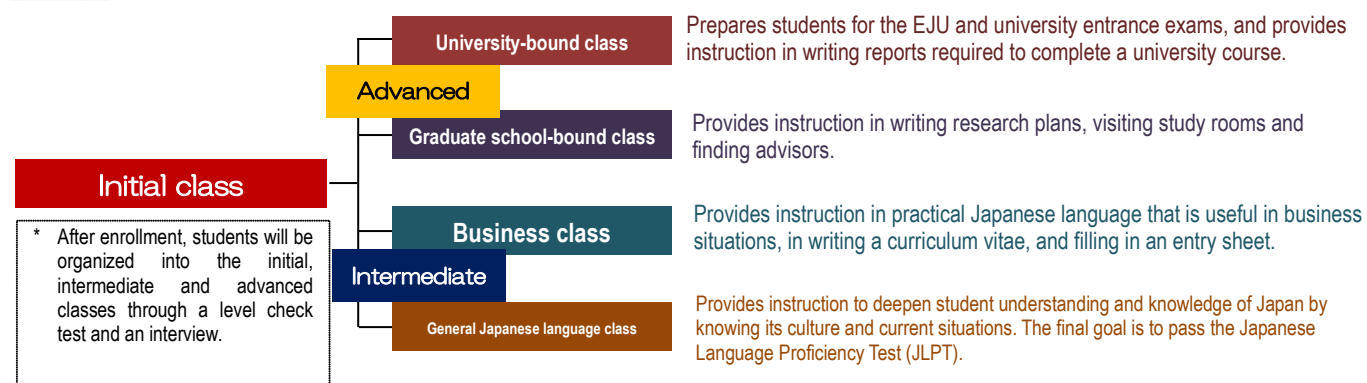 University-bound class
Prepares students for the EJU and university entrance exams, and provides
instruction in writing reports required to complete a university course.
Advanced
Graduate school-bound class
Provides instruction in writing research plans, visiting study rooms and
finding advisors.
Initial class
* After enrollment, students will be
organized into the initial,
intermediate and advanced
classes through a level check
test and an interview.
Business class
Provides instruction in practical Japanese language that is useful in business
situations, in writing a curriculum vitae, and filling in an entry sheet.
Intermediate
General Japanese language class
Provides instruction to deepen student understanding and knowledge of Japan by
knowing its culture and current situations. The final goal is to pass the Japanese
Language Proficiency Test (JLPT).